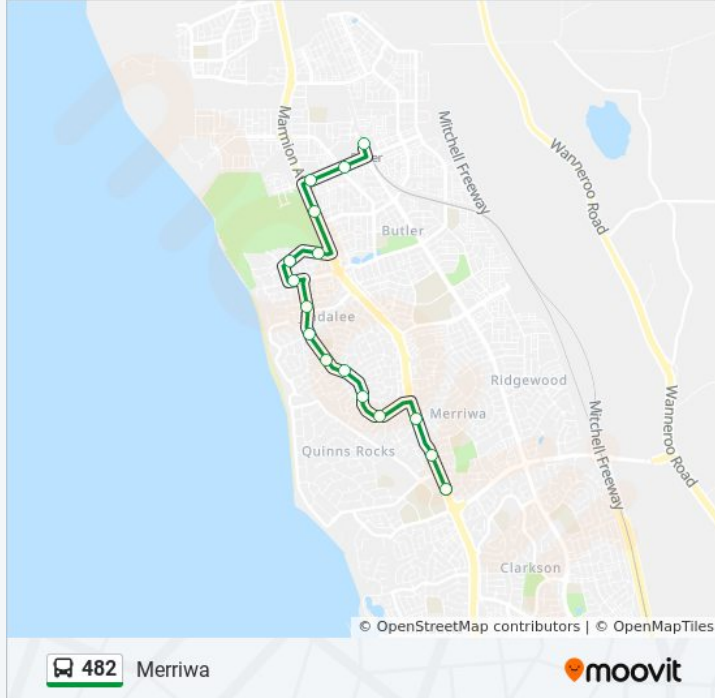 Marmion A
Mitchell Freeway
Wanneroo Road
Butler
dalee
Ridgewood
Merriwa
Wanneroo Road
Mitchell Freeway
Quinns Rocks
Clarkson
© OpenStreetMap contributors | © OpenMapTiles
482 Merriwa
moovit